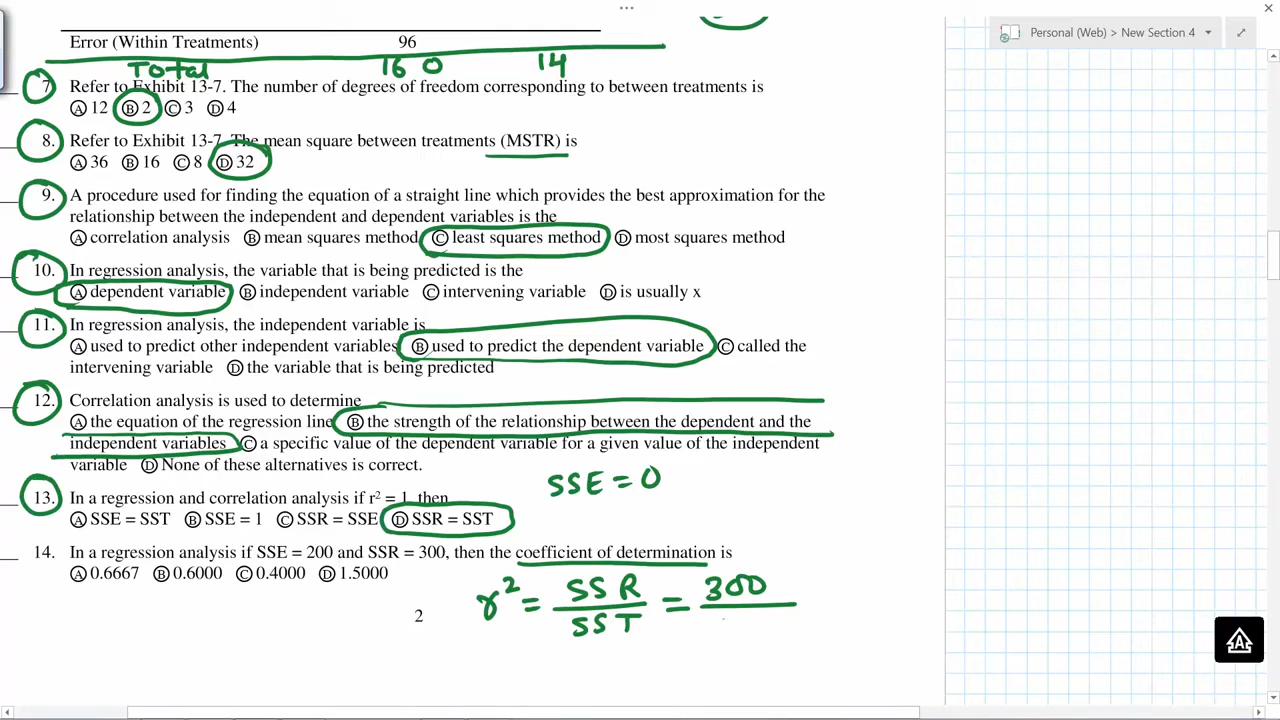 Personal (Web) > New Section 4
Error (Within Treatments) 96
Total 160 14
7. Refer to Exhibit 13-7. The number of degrees of freedom corresponding to between treatments is
Ⓐ 12 Ⓑ 2 Ⓒ 3 Ⓓ 4
8. Refer to Exhibit 13-7. The mean square between treatments (MSTR) is
Ⓐ 36 Ⓑ 16 Ⓒ 8 Ⓓ 32
9. A procedure used for finding the equation of a straight line which provides the best approximation for the
relationship between the independent and dependent variables is the
Ⓐ correlation analysis Ⓑ mean squares method Ⓒ least squares method Ⓓ most squares method
10. In regression analysis, the variable that is being predicted is the
Ⓐ dependent variable Ⓑ independent variable Ⓒ intervening variable Ⓓ is usually x
11. In regression analysis, the independent variable is
Ⓐ used to predict other independent variables Ⓑ used to predict the dependent variable Ⓒ called the
intervening variable Ⓓ the variable that is being predicted
12. Correlation analysis is used to determine
Ⓐ the equation of the regression line Ⓑ the strength of the relationship between the dependent and the
independent variables Ⓒ a specific value of the dependent variable for a given value of the independent
variable Ⓓ None of these alternatives is correct.
SSE = 0
13. In a regression and correlation analysis if r² = 1, then
Ⓐ SSE = SST Ⓑ SSE = 1 Ⓒ SSR = SSE Ⓓ SSR = SST
14. In a regression analysis if SSE = 200 and SSR = 300, then the coefficient of determination is
Ⓐ 0.6667 Ⓑ 0.6000 Ⓒ 0.4000 Ⓓ 1.5000
r² = SSR / SST = 300
2
A